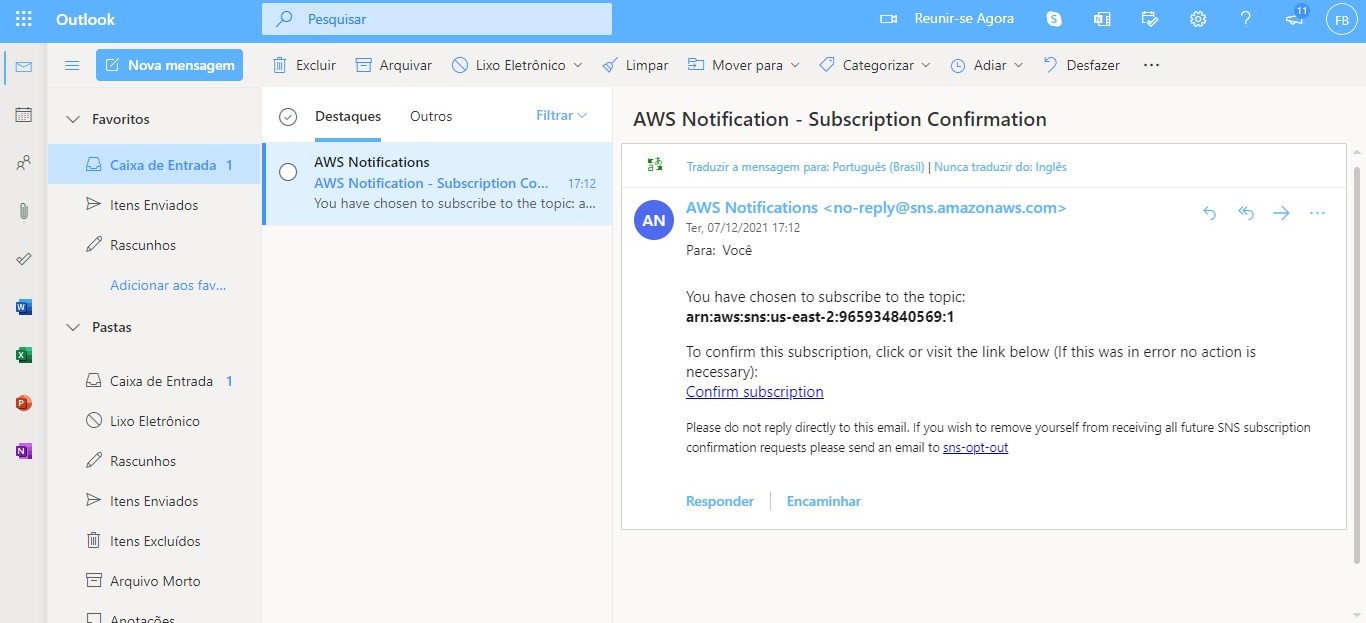 Outlook
Pesquisar
Reunir-se Agora
11
FB
Nova mensagem
Excluir
Arquivar
Lixo Eletrônico
Limpar
Mover para
Categorizar
Adiar
Desfazer
Favoritos
Caixa de Entrada 1
Itens Enviados
Rascunhos
Adicionar aos fav...
Pastas
Caixa de Entrada 1
Lixo Eletrônico
Rascunhos
Itens Enviados
Itens Excluídos
Arquivo Morto
Anotações
Destaques
Outros
Filtrar
AWS Notifications
AWS Notification - Subscription Co... 17:12
You have chosen to subscribe to the topic: a...
AWS Notification - Subscription Confirmation
Traduzir a mensagem para: Português (Brasil) | Nunca traduzir do: Inglês
AN
AWS Notifications <no-reply@sns.amazonaws.com>
Ter, 07/12/2021 17:12
Para: Você
You have chosen to subscribe to the topic:
arn:aws:sns:us-east-2:965934840569:1
To confirm this subscription, click or visit the link below (If this was in error no action is
necessary):
Confirm subscription
Please do not reply directly to this email. If you wish to remove yourself from receiving all future SNS subscription
confirmation requests please send an email to sns-opt-out
Responder
Encaminhar